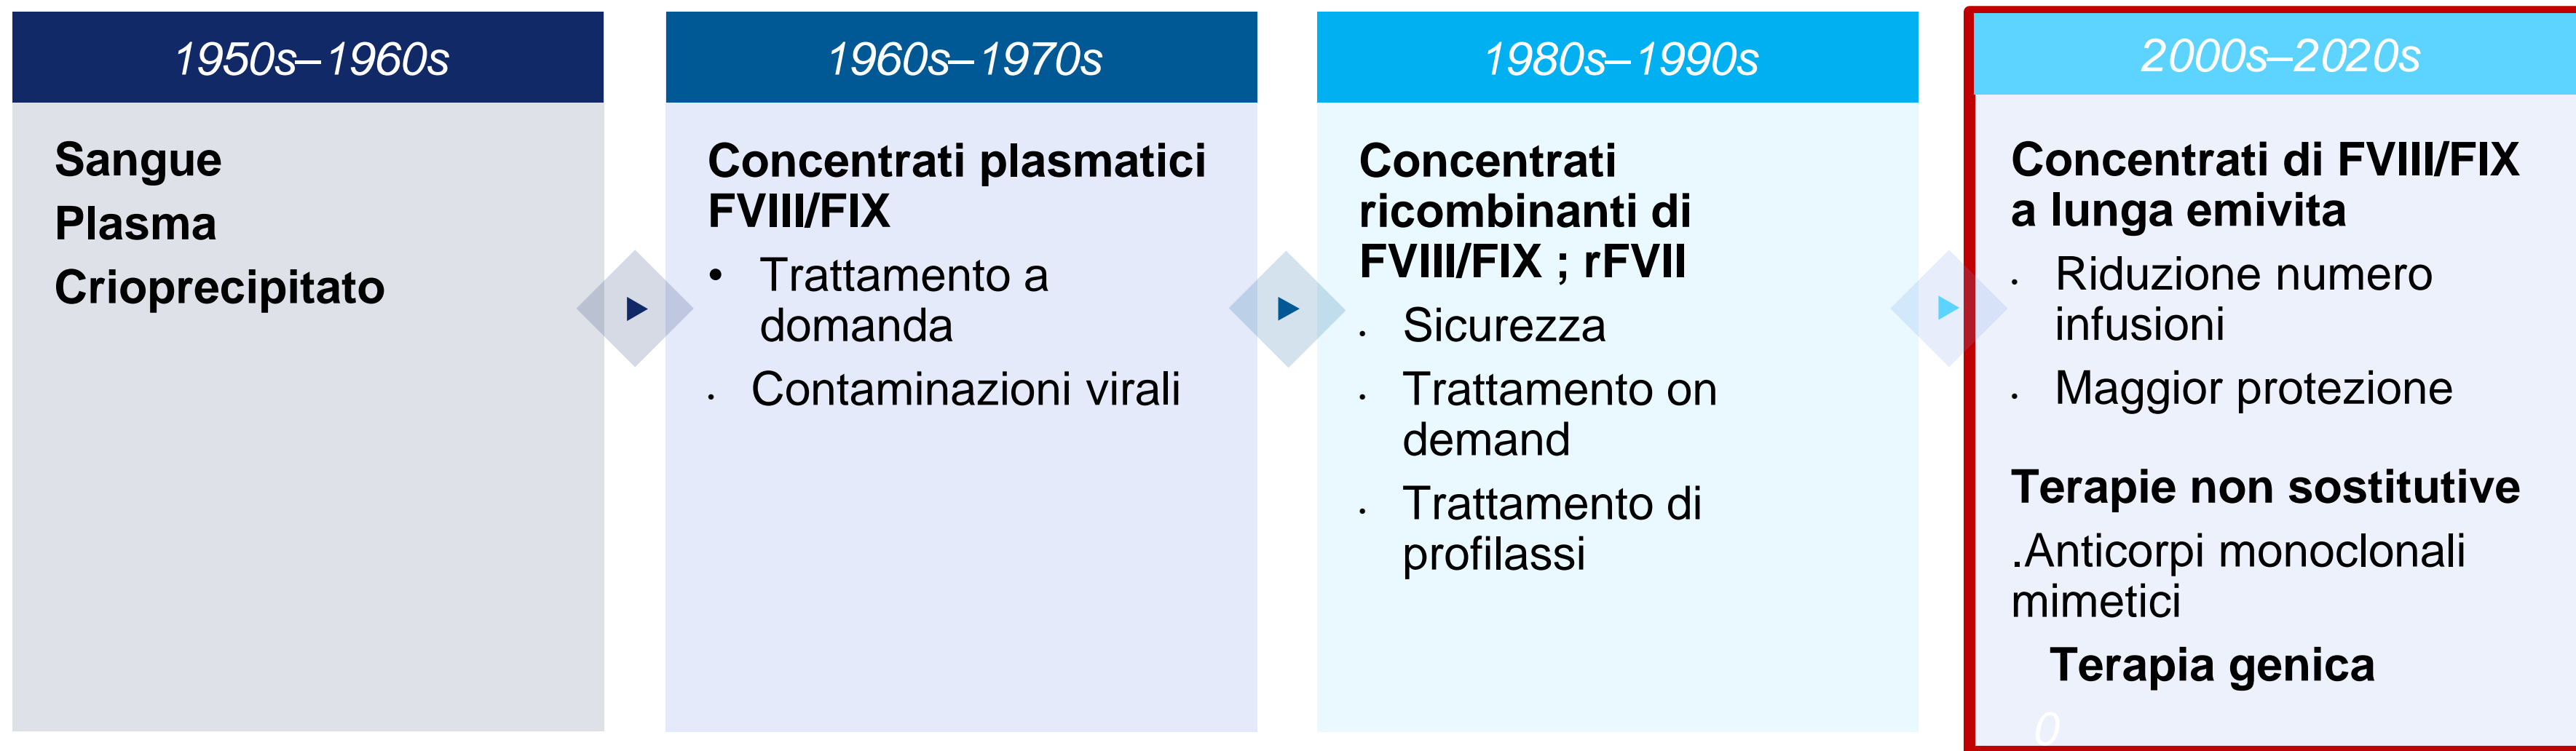 1950s–1960s
Sangue
Plasma
Crioprecipitato
1960s–1970s
Concentrati plasmatici
FVIII/FIX
• Trattamento a
domanda
• Contaminazioni virali
1980s–1990s
Concentrati
ricombinanti di
FVIII/FIX ; rFVII
• Sicurezza
• Trattamento on
demand
• Trattamento di
profilassi
2000s–2020s
Concentrati di FVIII/FIX
a lunga emivita
• Riduzione numero
infusioni
• Maggior protezione
Terapie non sostitutive
.Anticorpi monoclonali
mimetici
Terapia genica
0